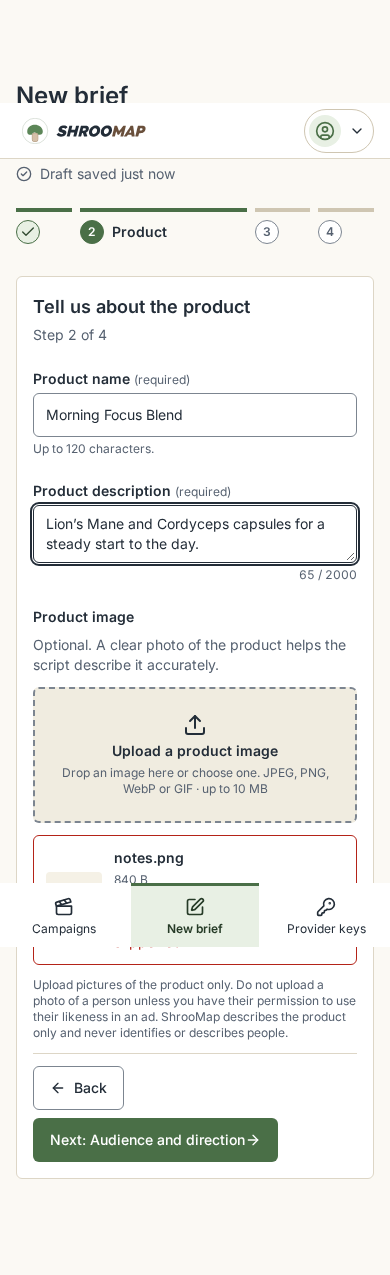 New brief
SHROOMAP
Draft saved just now
2 Product
3
4
Tell us about the product
Step 2 of 4
Product name (required)
Morning Focus Blend
Up to 120 characters.
Product description (required)
Lion’s Mane and Cordyceps capsules for a
steady start to the day.
65 / 2000
Product image
Optional. A clear photo of the product helps the
script describe it accurately.
Upload a product image
Drop an image here or choose one. JPEG, PNG,
WebP or GIF · up to 10 MB
notes.png
840 B
Campaigns
New brief
Provider keys
Upload pictures of the product only. Do not upload a
photo of a person unless you have their permission to use
their likeness in an ad. ShrooMap describes the product
only and never identifies or describes people.
Back
Next: Audience and direction